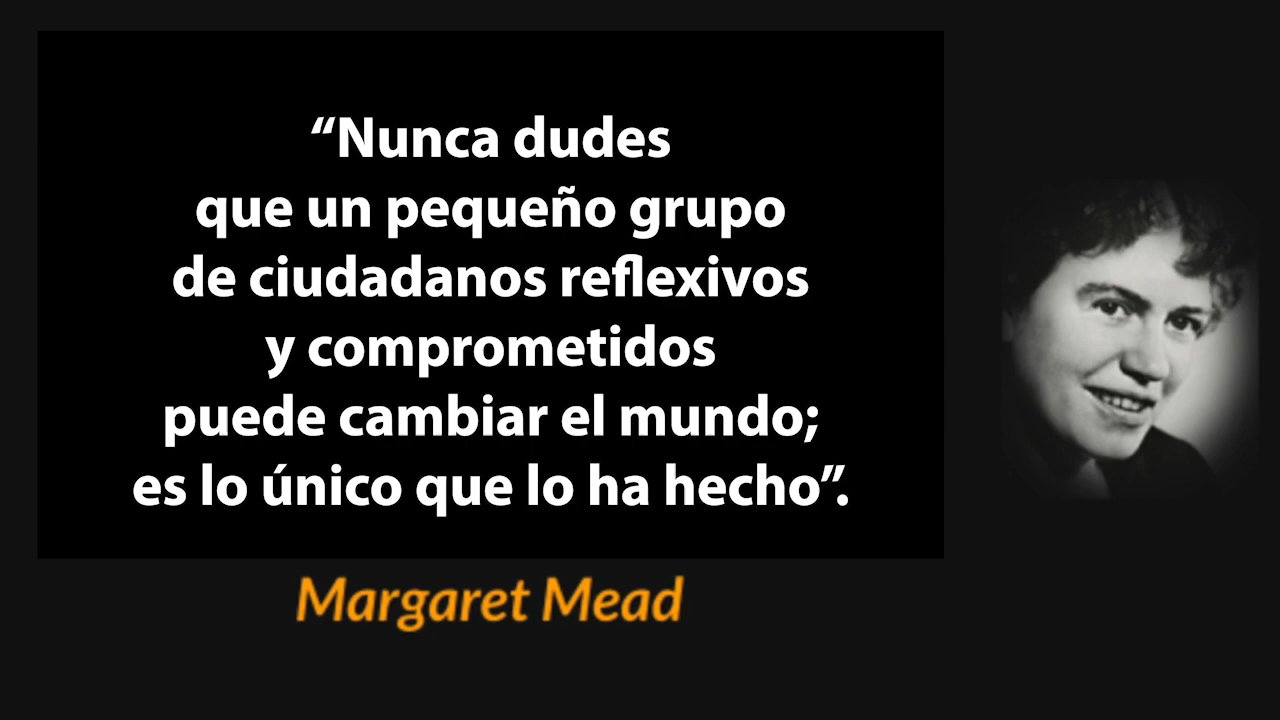 “Nunca dudes
que un pequeño grupo
de ciudadanos reflexivos
y comprometidos
puede cambiar el mundo;
es lo único que lo ha hecho”.
Margaret Mead